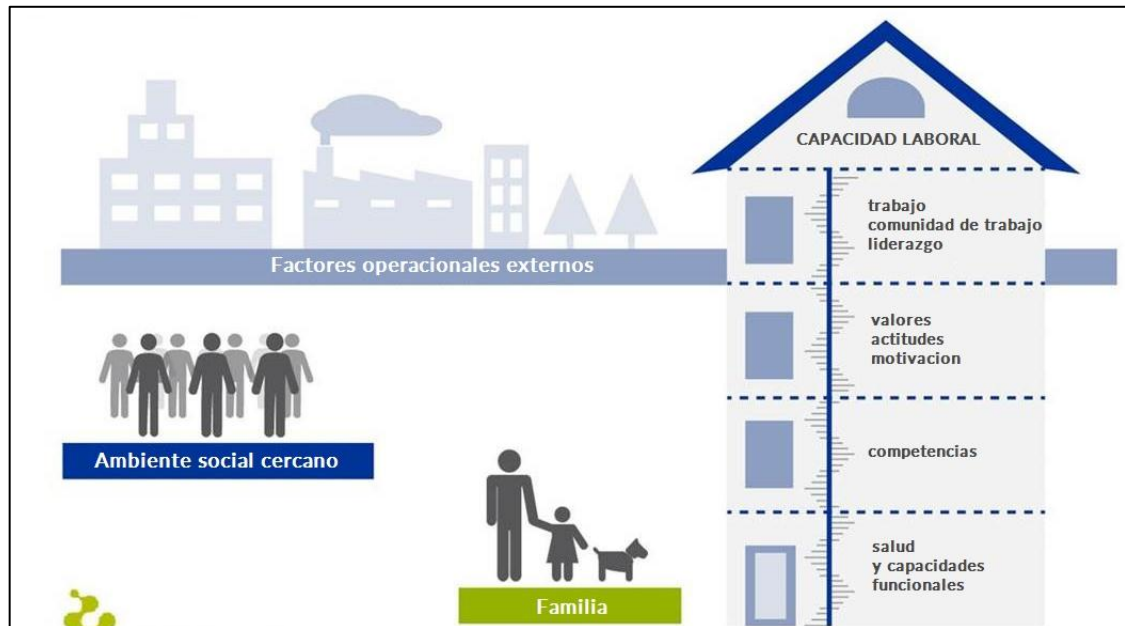 CAPACIDAD LABORAL
trabajo
comunidad de trabajo
liderazgo
Factores operacionales externos
valores
actitudes
motivacion
competencias
Ambiente social cercano
salud
y capacidades
funcionales
Familia